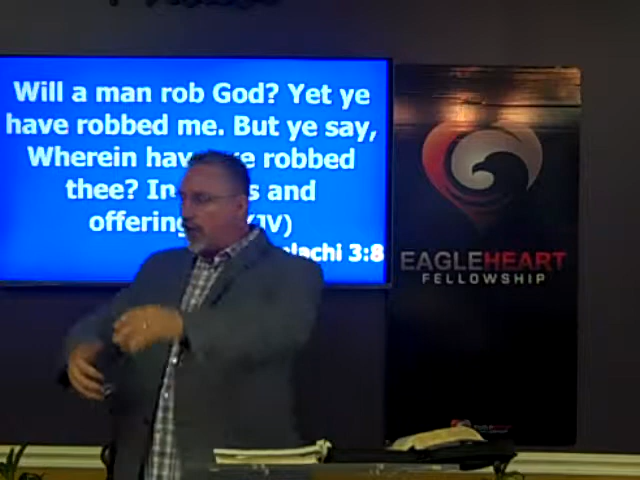 Will a man rob God? Yet ye
have robbed me. But ye say,
Wherein have ye robbed
thee? In and
offering
Malachi 3:8
EAGLEHEART
FELLOWSHIP